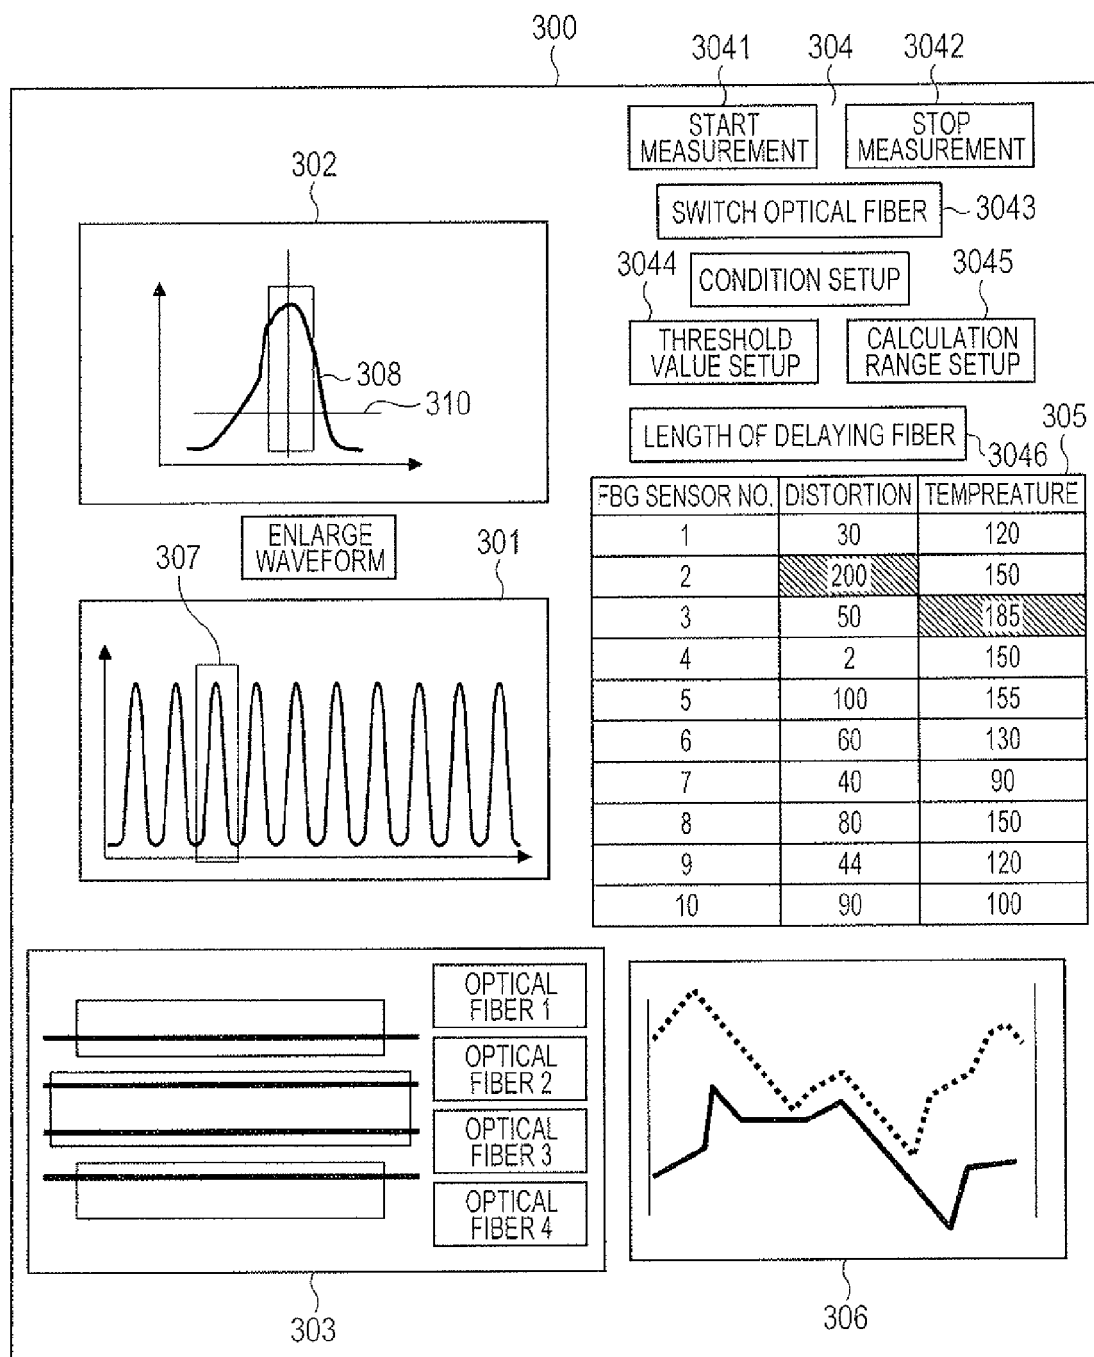 300
3041
304
3042
START
MEASUREMENT
STOP
MEASUREMENT
302
SWITCH OPTICAL FIBER
3043
3044
CONDITION SETUP
3045
THRESHOLD
VALUE SETUP
CALCULATION
RANGE SETUP
308
310
LENGTH OF DELAYING FIBER
305
3046
FBG SENSOR NO. DISTORTION TEMPREATURE
1 30 120
2 200 150
3 50 185
4 2 150
5 100 155
6 60 130
7 40 90
8 80 150
9 44 120
10 90 100
ENLARGE
WAVEFORM
307
301
OPTICAL
FIBER 1
OPTICAL
FIBER 2
OPTICAL
FIBER 3
OPTICAL
FIBER 4
303
306